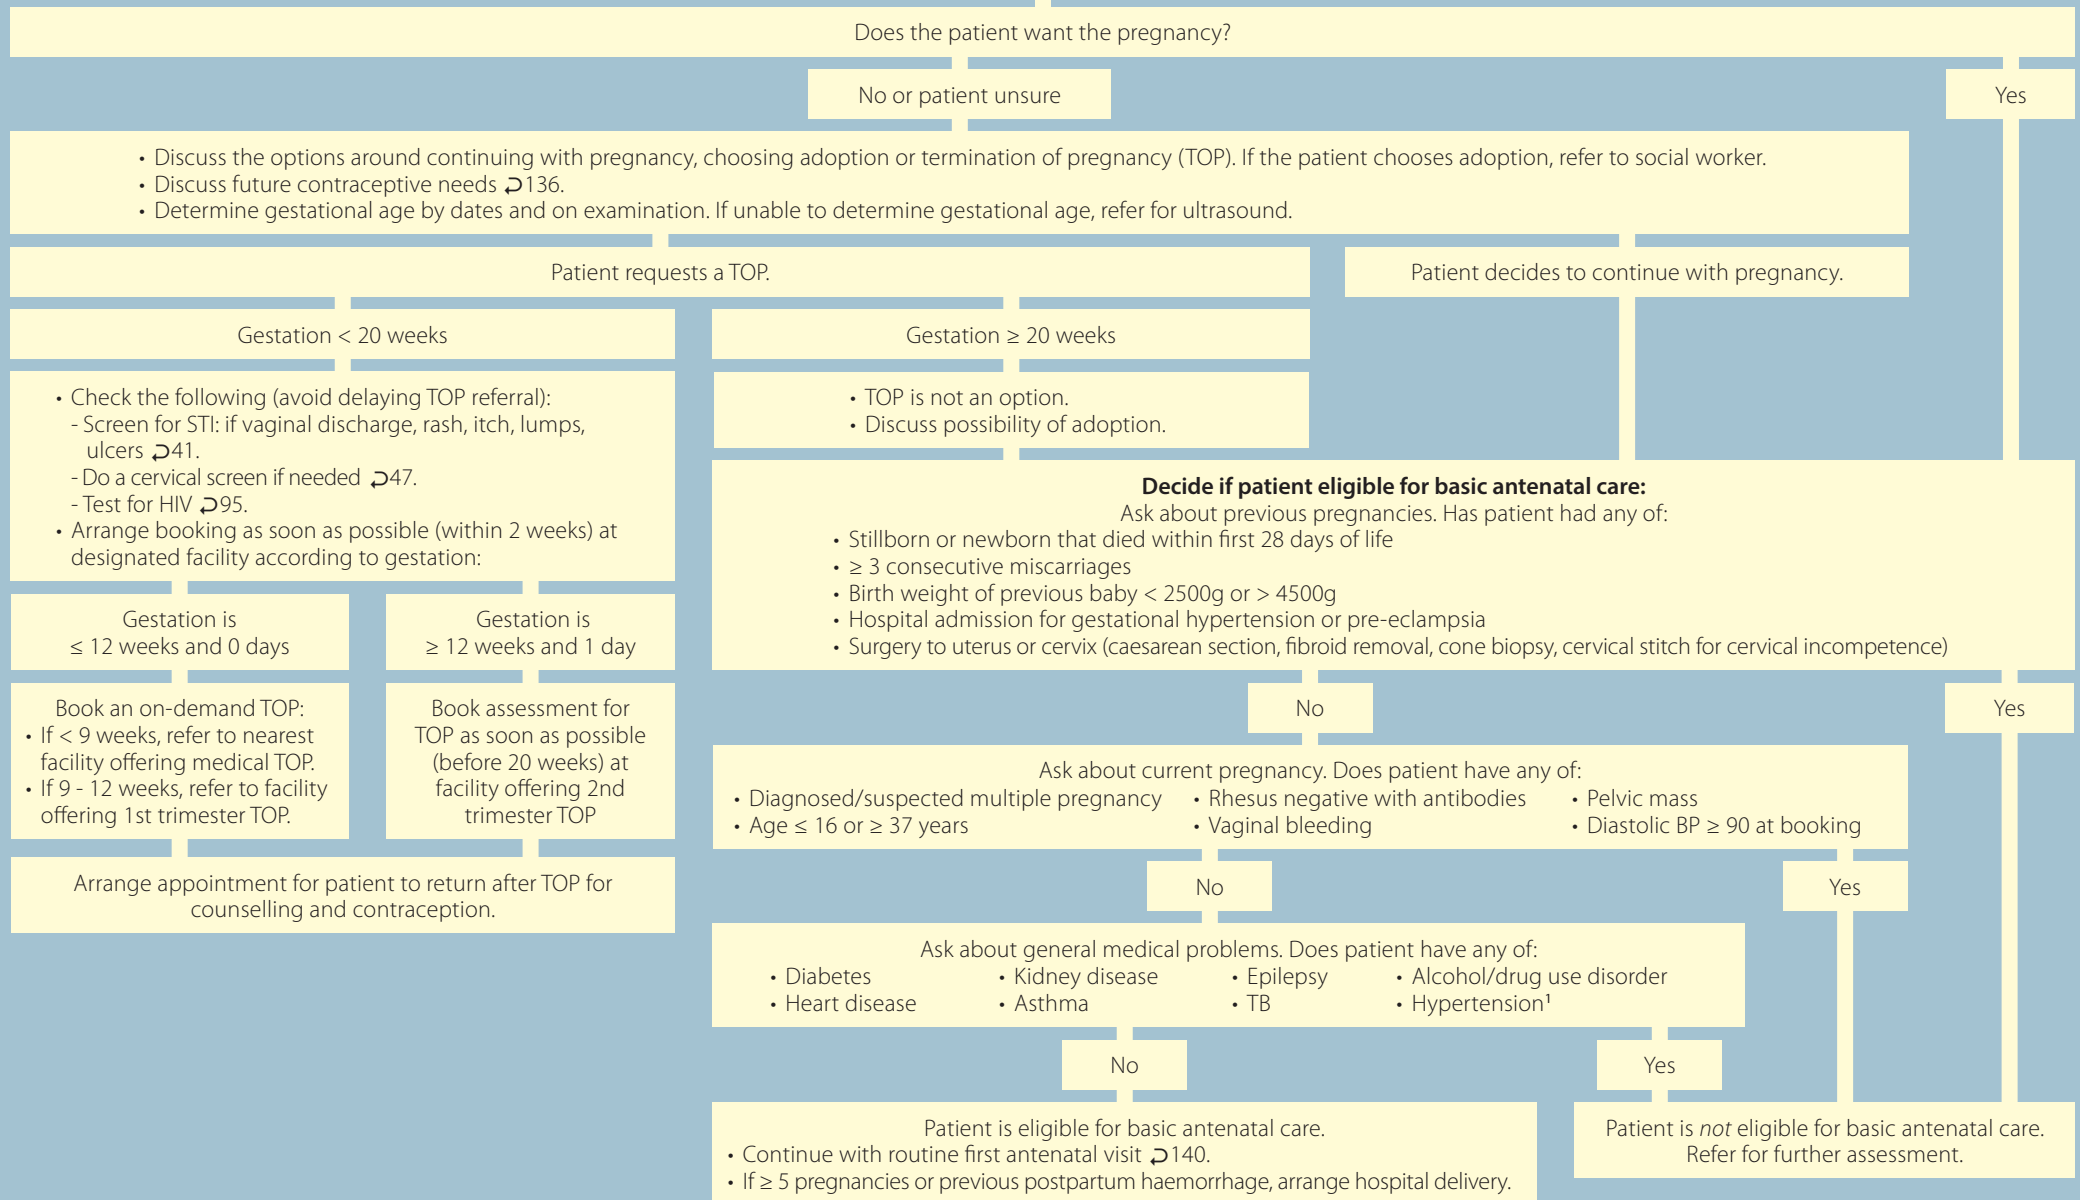 Does the patient want the pregnancy?
No or patient unsure
Yes
• Discuss the options around continuing with pregnancy, choosing adoption or termination of pregnancy (TOP). If the patient chooses adoption, refer to social worker.
• Discuss future contraceptive needs ⮌136.
• Determine gestational age by dates and on examination. If unable to determine gestational age, refer for ultrasound.
Patient requests a TOP.
Patient decides to continue with pregnancy.
Gestation < 20 weeks
• Check the following (avoid delaying TOP referral):
- Screen for STI: if vaginal discharge, rash, itch, lumps,
ulcers ⮌41.
- Do a cervical screen if needed ⮌47.
- Test for HIV ⮌95.
• Arrange booking as soon as possible (within 2 weeks) at
designated facility according to gestation:
Gestation is
≤ 12 weeks and 0 days
Book an on-demand TOP:
• If < 9 weeks, refer to nearest
facility offering medical TOP.
• If 9 - 12 weeks, refer to facility
offering 1st trimester TOP.
Gestation is
≥ 12 weeks and 1 day
Book assessment for
TOP as soon as possible
(before 20 weeks) at
facility offering 2nd
trimester TOP
Arrange appointment for patient to return after TOP for
counselling and contraception.
Gestation ≥ 20 weeks
• TOP is not an option.
• Discuss possibility of adoption.
Decide if patient eligible for basic antenatal care:
Ask about previous pregnancies. Has patient had any of:
• Stillborn or newborn that died within first 28 days of life
• ≥ 3 consecutive miscarriages
• Birth weight of previous baby < 2500g or > 4500g
• Hospital admission for gestational hypertension or pre-eclampsia
• Surgery to uterus or cervix (caesarean section, fibroid removal, cone biopsy, cervical stitch for cervical incompetence)
No
Yes
Ask about current pregnancy. Does patient have any of:
• Diagnosed/suspected multiple pregnancy • Rhesus negative with antibodies • Pelvic mass
• Age ≤ 16 or ≥ 37 years • Vaginal bleeding • Diastolic BP ≥ 90 at booking
No
Yes
Ask about general medical problems. Does patient have any of:
• Diabetes • Kidney disease • Epilepsy • Alcohol/drug use disorder
• Heart disease • Asthma • TB • Hypertension¹
No
Yes
Patient is eligible for basic antenatal care.
• Continue with routine first antenatal visit ⮌140.
• If ≥ 5 pregnancies or previous postpartum haemorrhage, arrange hospital delivery.
Patient is not eligible for basic antenatal care.
Refer for further assessment.